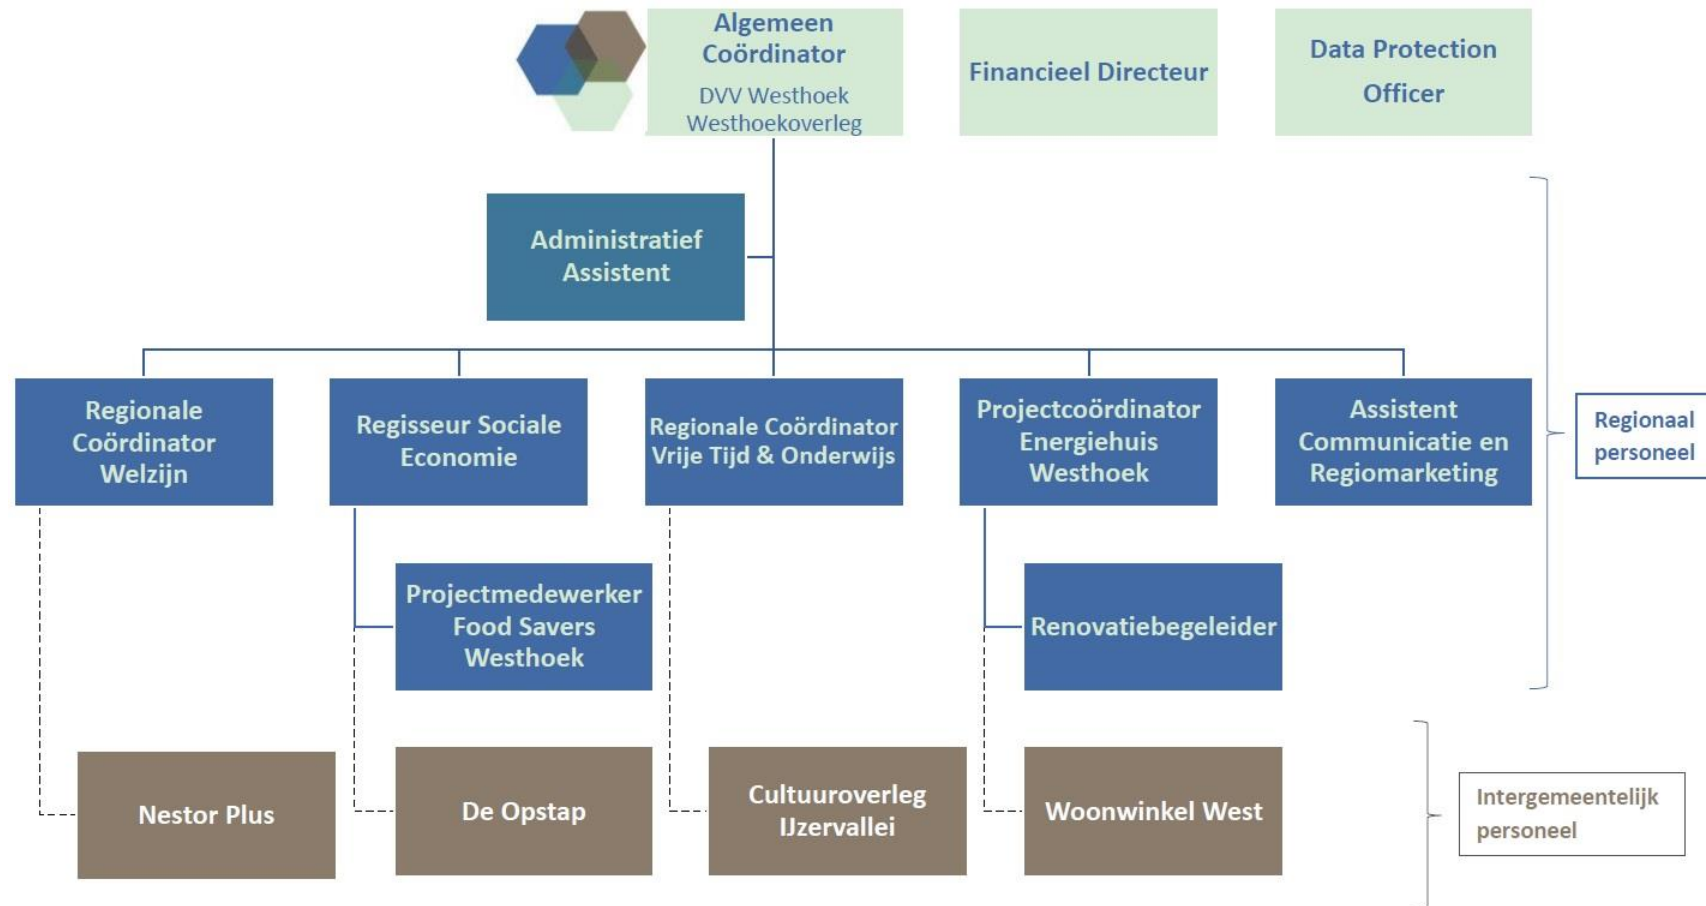 Algemeen
Coördinator
DVV Westhoek
Westhoekoverleg
Financieel Directeur
Data Protection
Officer
Administratief
Assistent
Regionale
Coördinator
Welzijn
Regisseur Sociale
Economie
Regionale Coördinator
Vrije Tijd & Onderwijs
Projectcoördinator
Energiehuis
Westhoek
Assistent
Communicatie en
Regiomarketing
Regionaal
personeel
Projectmedewerker
Food Savers
Westhoek
Renovatiebegeleider
Nestor Plus
De Opstap
Cultuuroverleg
IJzervallei
Woonwinkel West
Intergemeentelijk
personeel